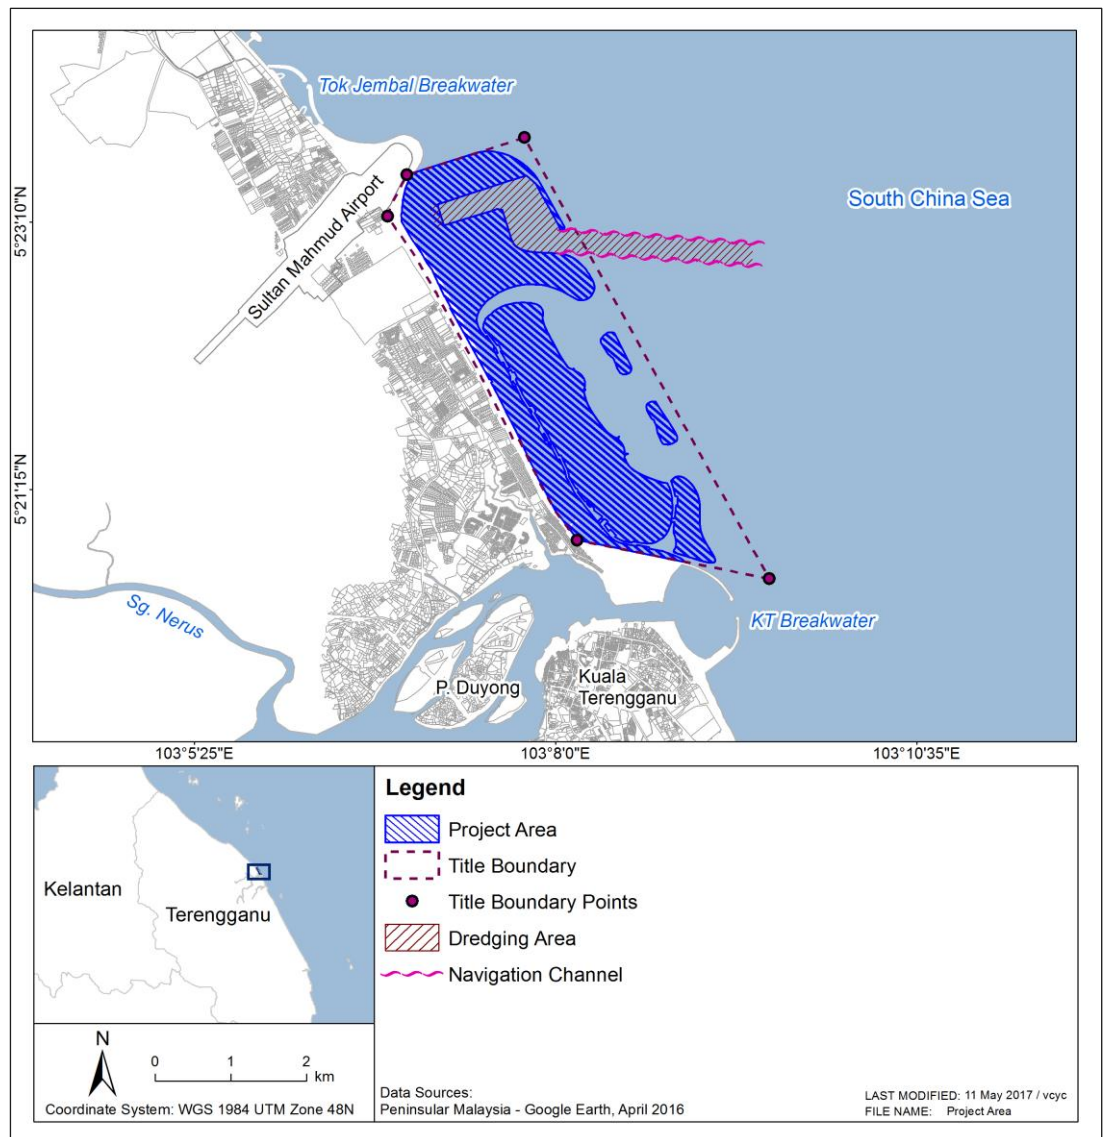 Tok Jembal Breakwater
South China Sea
5°23'10"N
Sultan Mahmud Airport
5°21'15"N
Sg. Nerus
KT Breakwater
P. Duyong
Kuala
Terengganu
103°5'25"E
103°8'0"E
103°10'35"E
Kelantan
Terengganu
N
0 1 2
km
Coordinate System: WGS 1984 UTM Zone 48N
Legend
Project Area
Title Boundary
Title Boundary Points
Dredging Area
Navigation Channel
Data Sources:
Peninsular Malaysia - Google Earth, April 2016
LAST MODIFIED: 11 May 2017 / vcyc
FILE NAME: Project Area